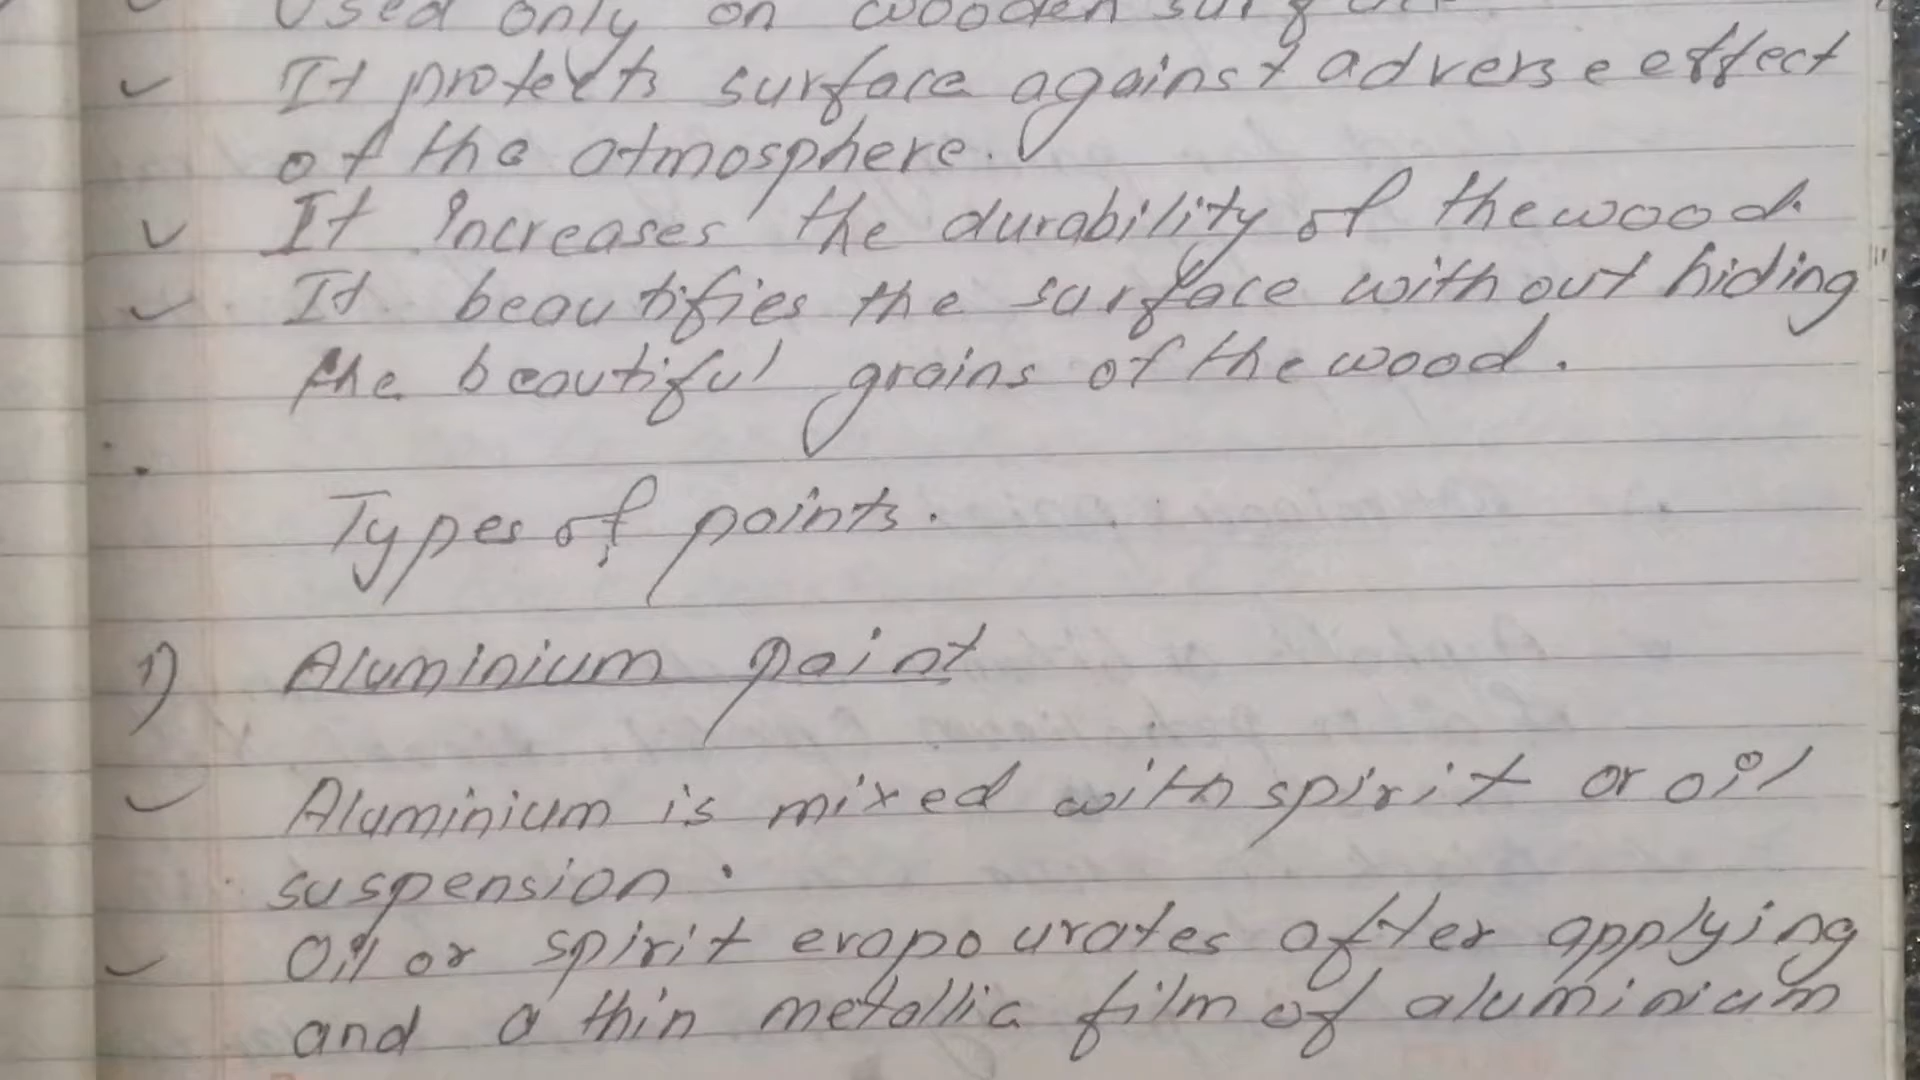 Used only on wooden surface
It protects surface against adverse effect
of the atmosphere.
It increases the durability of the wood.
It beautifies the surface without hiding
the beautiful grains of the wood.
Types of paints.
1) Aluminium paint
Aluminium is mixed with spirit or oil
suspension.
Oil or spirit evapourates after applying
and a thin metallic film of aluminium